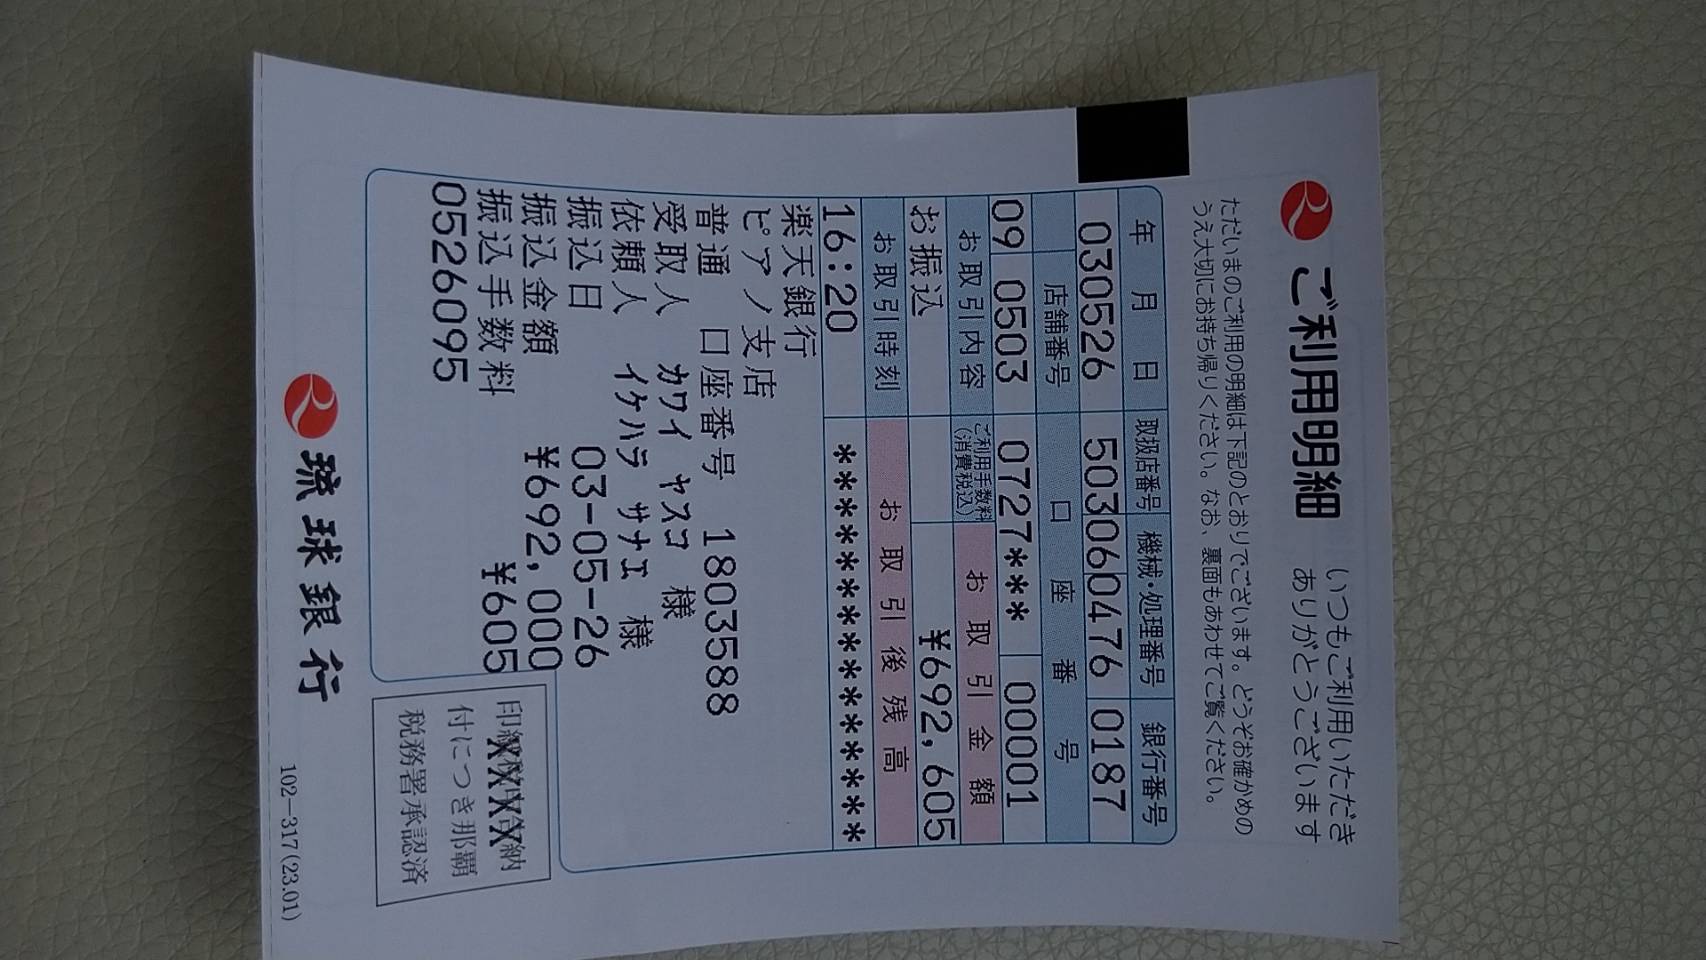 ご利用明細
いつもご利用いただき
ありがとうございます
ただいまのご利用の明細は下記のとおりでございます。どうぞお確かめの
うえ大切にお持ち帰りください。なお、裏面もあわせてご覧ください。
年 月 日 取扱店番号 機械・処理番号 銀行番号
030526 503060476 0187
店舗番号 口座番号
09 0503 0727*** 00001
お取引内容 ご利用手数料(消費税込) お取引金額
お振込 ¥692,605
お取引時刻 お取引後残高
16:20 ***************
楽天銀行
ピアノ支店
普通 口座番号 1803588
受取人 カワイ ヤスコ 様
依頼人 イケハラ サナエ 様
振込日 03-05-26
振込金額 ¥692,000
振込手数料 ¥605
0526095
付につき那覇
税務署承認済
琉球銀行
102-317(23.01)